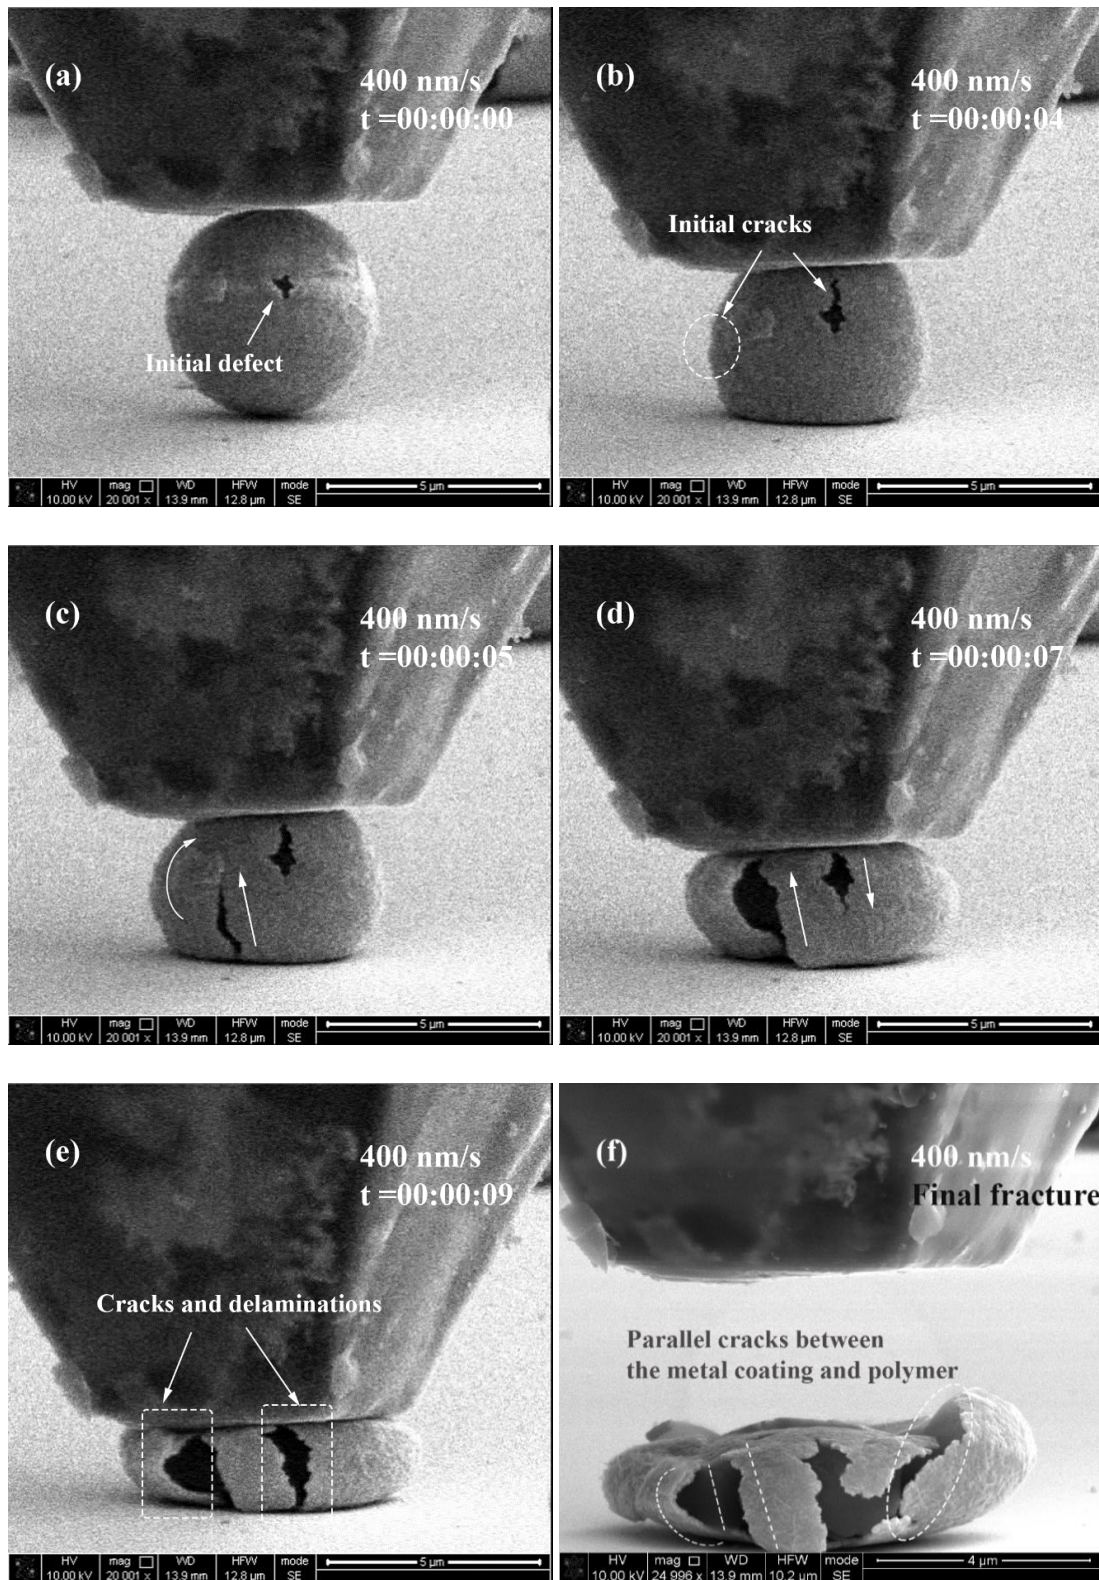 (a)
400 nm/s
t =00:00:00
Initial defect
HV mag WD HFW mode
10.00 kV 20 001 x 13.9 mm 12.8 µm SE 5 µm
(b)
400 nm/s
t =00:00:04
Initial cracks
HV mag WD HFW mode
10.00 kV 20 001 x 13.9 mm 12.8 µm SE 5 µm
(c)
400 nm/s
t =00:00:05
HV mag WD HFW mode
10.00 kV 20 001 x 13.9 mm 12.8 µm SE 5 µm
(d)
400 nm/s
t =00:00:07
HV mag WD HFW mode
10.00 kV 20 001 x 13.9 mm 12.8 µm SE 5 µm
(e)
400 nm/s
t =00:00:09
Cracks and delaminations
HV mag WD HFW mode
10.00 kV 20 001 x 13.9 mm 12.8 µm SE 5 µm
(f)
400 nm/s
Final fracture
Parallel cracks between
the metal coating and polymer
HV mag WD HFW mode
10.00 kV 24 996 x 13.9 mm 10.2 µm SE 4 µm